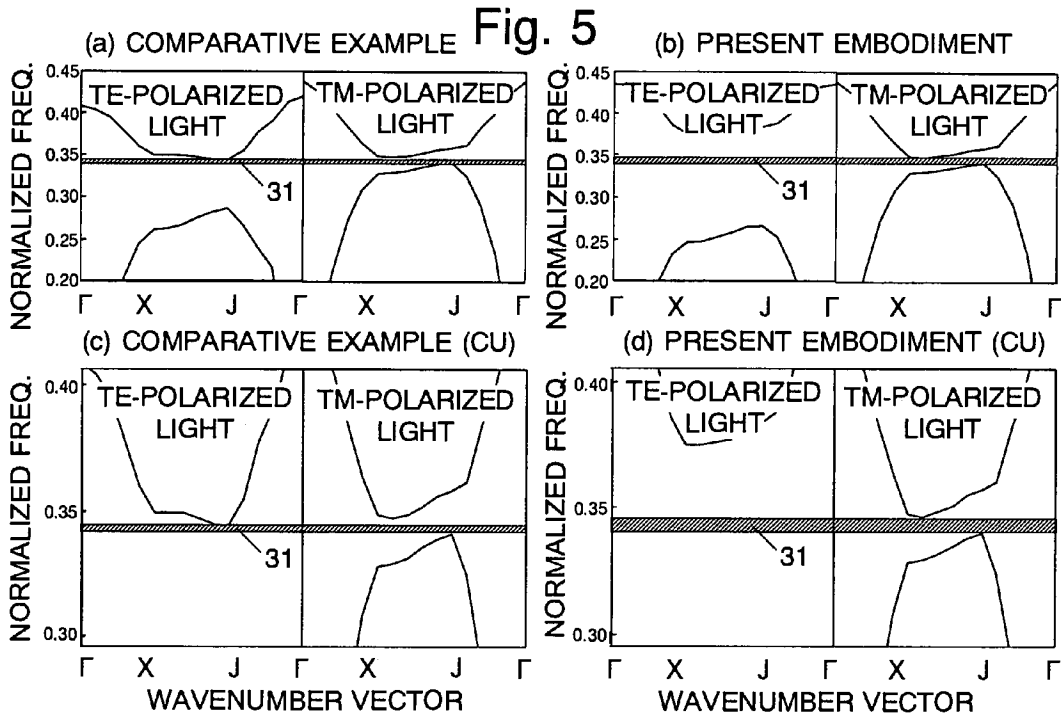 Fig. 5
(a) COMPARATIVE EXAMPLE
(b) PRESENT EMBODIMENT
NORMALIZED FREQ.
0.45
0.40
0.35
0.30
0.25
0.20
TE-POLARIZED
LIGHT
TM-POLARIZED
LIGHT
31
Γ X J Γ X J Γ
NORMALIZED FREQ.
0.45
0.40
0.35
0.30
0.25
0.20
TE-POLARIZED
LIGHT
TM-POLARIZED
LIGHT
31
Γ X J Γ X J Γ
(c) COMPARATIVE EXAMPLE (CU)
(d) PRESENT EMBODIMENT (CU)
NORMALIZED FREQ.
0.40
0.35
0.30
TE-POLARIZED
LIGHT
TM-POLARIZED
LIGHT
31
Γ X J Γ X J Γ
WAVENUMBER VECTOR
NORMALIZED FREQ.
0.40
0.35
0.30
TE-POLARIZED
LIGHT
TM-POLARIZED
LIGHT
31
Γ X J Γ X J Γ
WAVENUMBER VECTOR